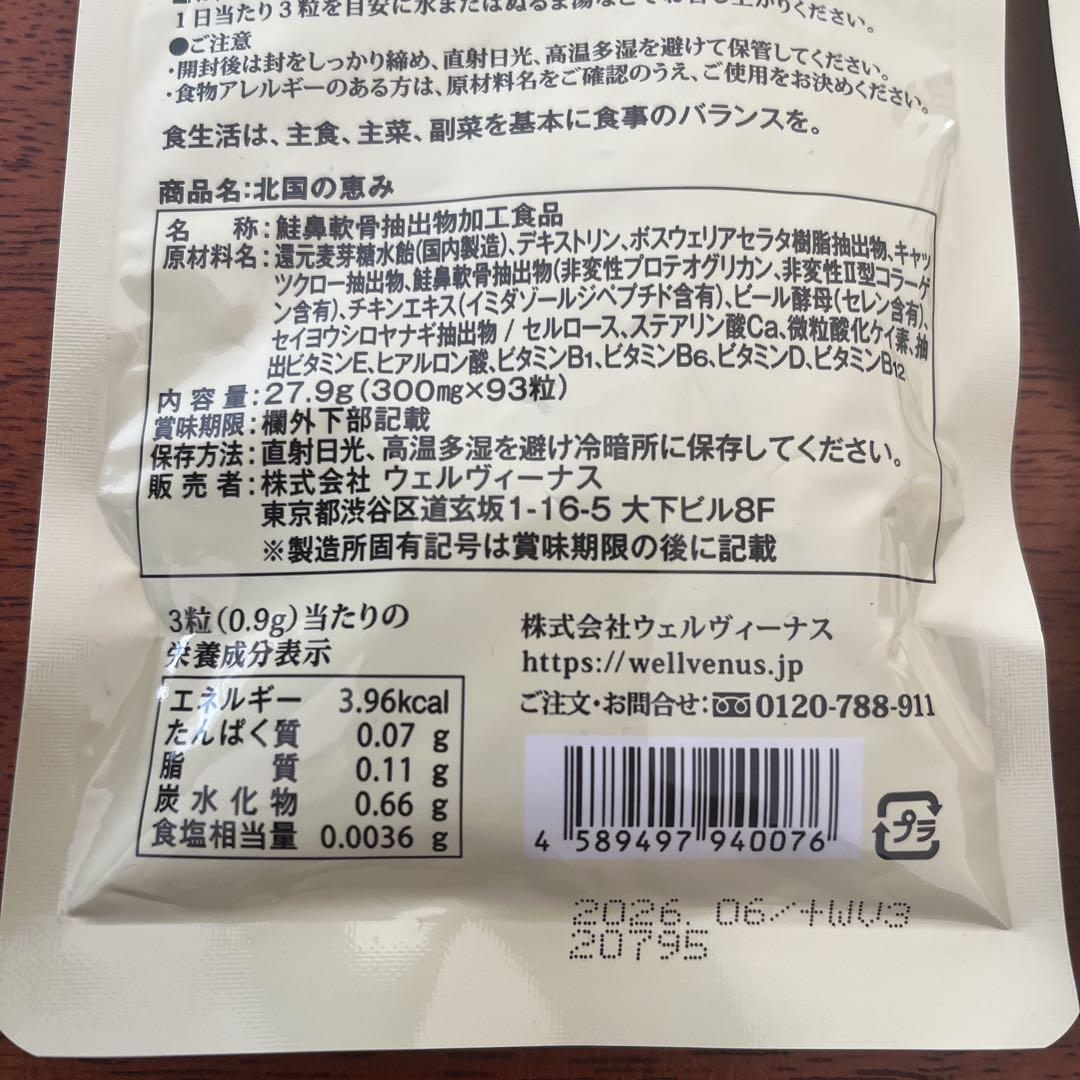 1日当たり3粒を目安に水またはぬるま湯などでお召し上がりください。
●ご注意
・開封後は封をしっかり締め、直射日光、高温多湿を避けて保管してください。
・食物アレルギーのある方は、原材料名をご確認のうえ、ご使用をお決めください。
食生活は、主食、主菜、副菜を基本に食事のバランスを。
商品名:北国の恵み
名 称:鮭鼻軟骨抽出物加工食品
原材料名:還元麦芽糖水飴(国内製造)、デキストリン、ボスウェリアセラタ樹脂抽出物、キャッ
ツクロー抽出物、鮭鼻軟骨抽出物(非変性プロテオグリカン、非変性II型コラーゲ
ン含有)、チキンエキス(イミダゾールジペプチド含有)、ビール酵母(セレン含有)、
セイヨウシロヤナギ抽出物 / セルロース、ステアリン酸Ca、微粒酸化ケイ素、抽
出ビタミンE、ヒアルロン酸、ビタミンB1、ビタミンB6、ビタミンD、ビタミンB12
内容量:27.9g(300mg×93粒)
賞味期限:欄外下部記載
保存方法:直射日光、高温多湿を避け冷暗所に保存してください。
販売者:株式会社 ウェルヴィーナス
東京都渋谷区道玄坂1-16-5 大下ビル8F
※製造所固有記号は賞味期限の後に記載
3粒(0.9g)当たりの
栄養成分表示
エネルギー 3.96kcal
たんぱく質 0.07 g
脂 質 0.11 g
炭水化物 0.66 g
食塩相当量 0.0036 g
株式会社ウェルヴィーナス
https://wellvenus.jp
ご注文・お問合せ:0120-788-911
4 589497 940076
プラ
2026.06/+WV3
20795